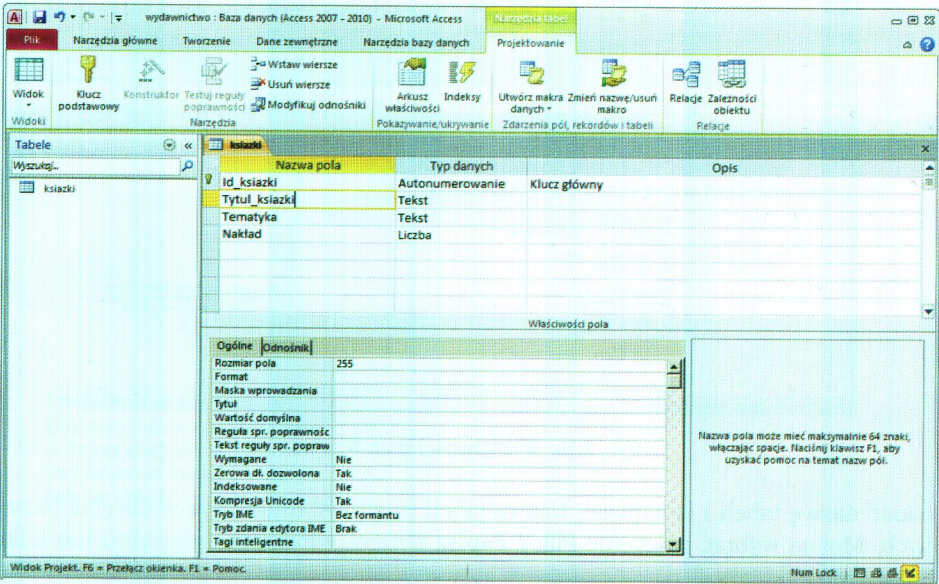 wydawnictwo : Baza danych (Access 2007 - 2010) - Microsoft Access
Narzędzia tabel
Plik Narzędzia główne Tworzenie Dane zewnętrzne Narzędzia bazy danych Projektowanie
Widok
Klucz podstawowy
Konstruktor
Testuj reguły poprawności
Wstaw wiersze
Usuń wiersze
Modyfikuj odnośniki
Arkusz właściwości
Indeksy
Utwórz makra danych
Zmień nazwę/usuń makro
Relacje
Zależności obiektu
Widoki Narzędzia Pokazywanie/ukrywanie Zdarzenia pól, rekordów i tabeli Relacje
Tabele
Wyszukaj...
ksiazki
ksiazki
Nazwa pola Typ danych Opis
Id_ksiazki Autonumerowanie Klucz główny
Tytul_ksiazki Tekst
Tematyka Tekst
Nakład Liczba
Właściwości pola
Ogólne Odnośnik
Rozmiar pola 255
Format
Maska wprowadzania
Tytuł
Wartość domyślna
Reguła spr. poprawnośc
Tekst reguły spr. popraw
Wymagane Nie
Zerowa dł. dozwolona Tak
Indeksowane Nie
Kompresja Unicode Tak
Tryb IME Bez formantu
Tryb zdania edytora IME Brak
Tagi inteligentne
Nazwa pola może mieć maksymalnie 64 znaki,
włączając spacje. Naciśnij klawisz F1, aby
uzyskać pomoc na temat nazw pól.
Widok Projekt. F6 = Przełącz okienka. F1 = Pomoc.
Num Lock